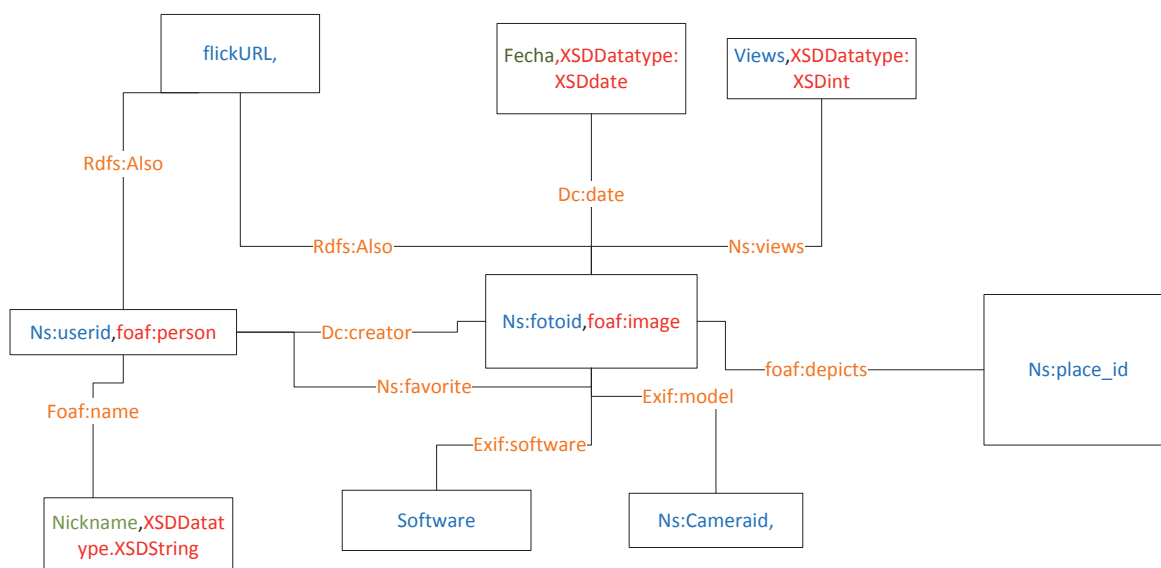 flickURL,
Fecha,XSDDatatype:
XSDdate
Views,XSDDatatype:
XSDint
Rdfs:Also
Dc:date
Rdfs:Also
Ns:views
Ns:userid,foaf:person
Dc:creator
Ns:fotoid,foaf:image
foaf:depicts
Ns:place_id
Ns:favorite
Exif:model
Foaf:name
Exif:software
Nickname,XSDDatat
ype.XSDString
Software
Ns:Cameraid,